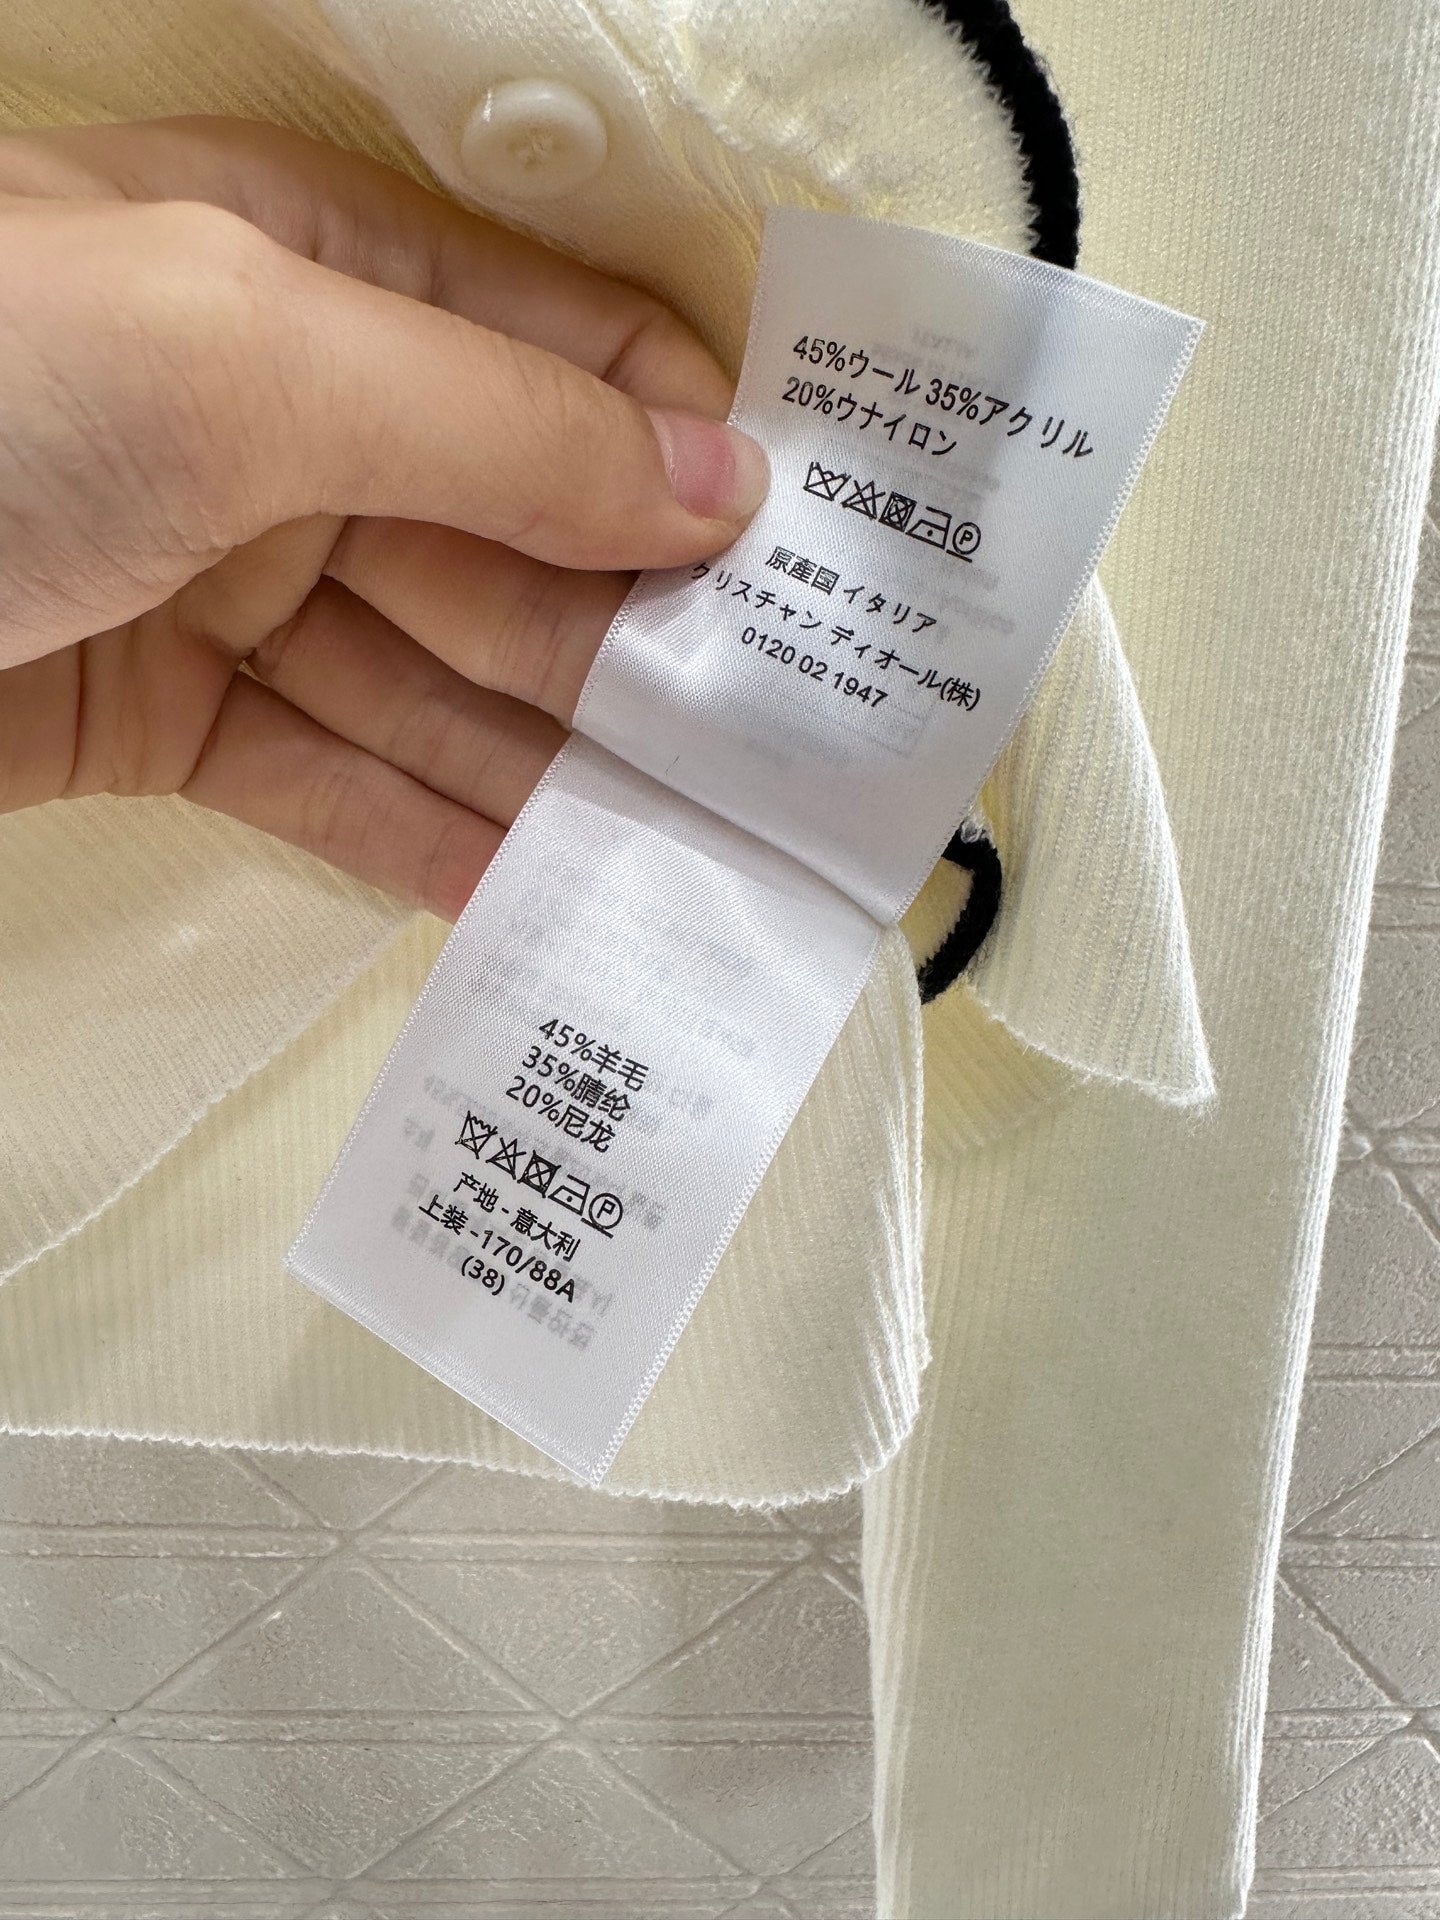 45%ウール 35%アクリル
20%ウナイロン
P
原産国 イタリア
クリスチャン ディオール(株)
0120 02 1947
45%羊毛
35%腈纶
20%尼龙
P
产地 - 意大利
上装 -170/88A
(38)